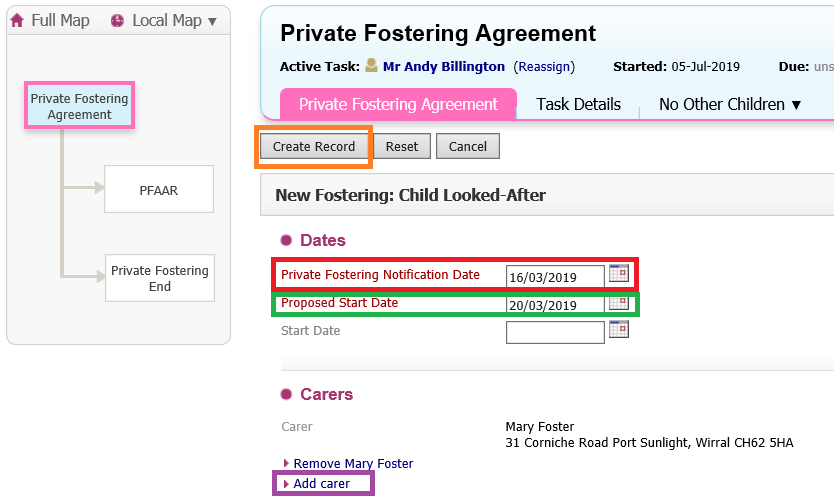 Full Map Local Map ▼
Private Fostering
Agreement
PFAAR
Private Fostering
End
Private Fostering Agreement
Active Task: Mr Andy Billington (Reassign) Started: 05-Jul-2019 Due: uns
Private Fostering Agreement Task Details No Other Children ▼
Create Record Reset Cancel
New Fostering: Child Looked-After
Dates
Private Fostering Notification Date 16/03/2019
Proposed Start Date 20/03/2019
Start Date
Carers
Carer Mary Foster
31 Corniche Road Port Sunlight, Wirral CH62 5HA
Remove Mary Foster
Add carer